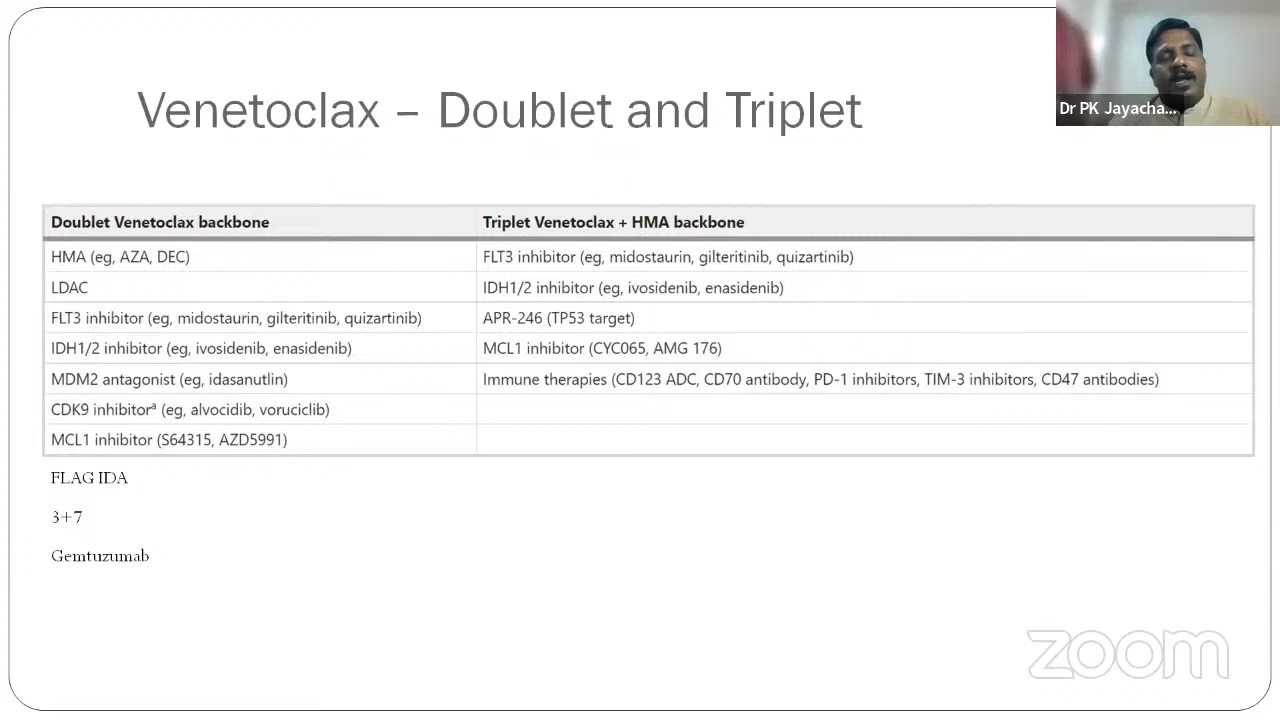 Dr PK Jayacha...
Venetoclax – Doublet and Triplet
Doublet Venetoclax backbone Triplet Venetoclax + HMA backbone
HMA (eg, AZA, DEC) FLT3 inhibitor (eg, midostaurin, gilteritinib, quizartinib)
LDAC IDH1/2 inhibitor (eg, ivosidenib, enasidenib)
FLT3 inhibitor (eg, midostaurin, gilteritinib, quizartinib) APR-246 (TP53 target)
IDH1/2 inhibitor (eg, ivosidenib, enasidenib) MCL1 inhibitor (CYC065, AMG 176)
MDM2 antagonist (eg, idasanutlin) Immune therapies (CD123 ADC, CD70 antibody, PD-1 inhibitors, TIM-3 inhibitors, CD47 antibodies)
CDK9 inhibitorᵃ (eg, alvocidib, voruciclib)
MCL1 inhibitor (S64315, AZD5991)
FLAG IDA
3+7
Gemtuzumab
zoom